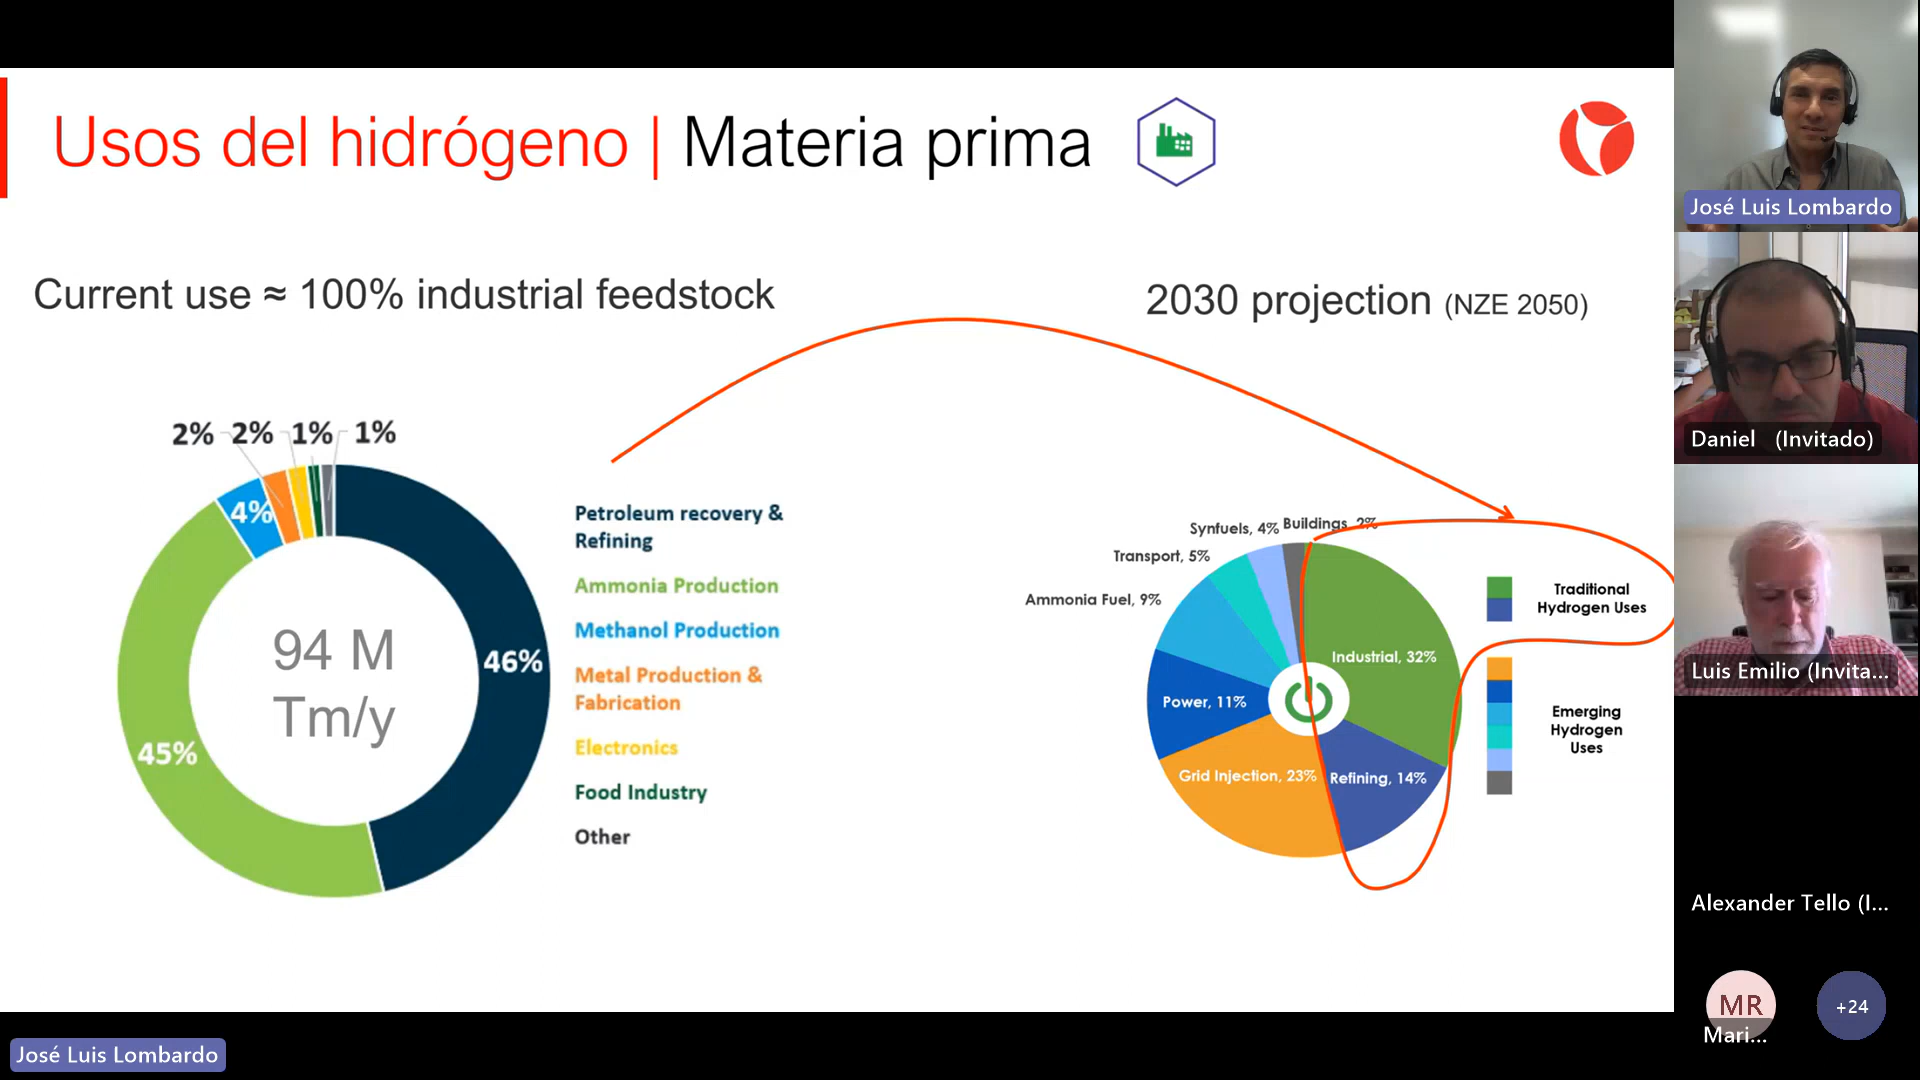 Usos del hidrógeno | Materia prima
Current use ≈ 100% industrial feedstock
2030 projection (NZE 2050)
2% 2% 1% 1%
4%
46%
45%
94 M
Tm/y
Petroleum recovery &
Refining
Ammonia Production
Methanol Production
Metal Production &
Fabrication
Electronics
Food Industry
Other
Synfuels, 4%
Buildings, 2%
Transport, 5%
Ammonia Fuel, 9%
Power, 11%
Industrial, 32%
Grid Injection, 23%
Refining, 14%
Traditional
Hydrogen Uses
Emerging
Hydrogen
Uses
José Luis Lombardo
Daniel (Invitado)
Luis Emilio (Invita...
Alexander Tello (I...
MR
Mari...
+24
José Luis Lombardo